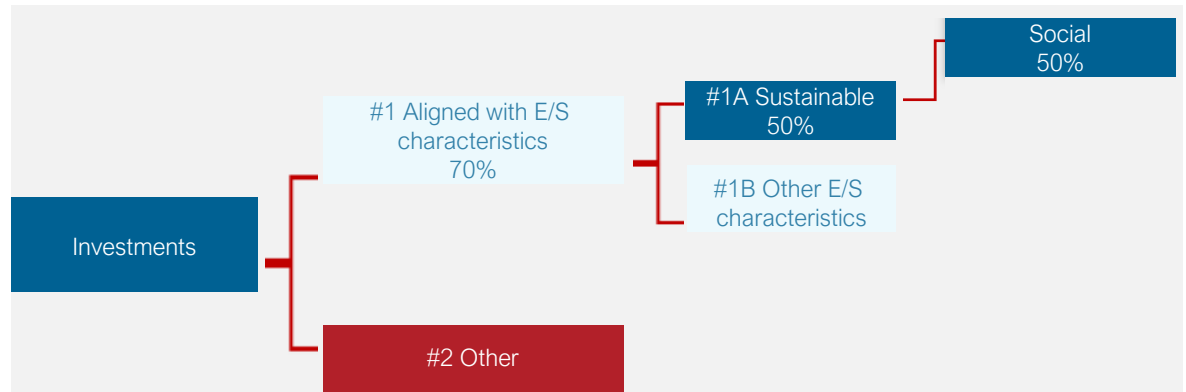 Social
50%
#1A Sustainable
50%
#1 Aligned with E/S
characteristics
70%
#1B Other E/S
characteristics
Investments
#2 Other